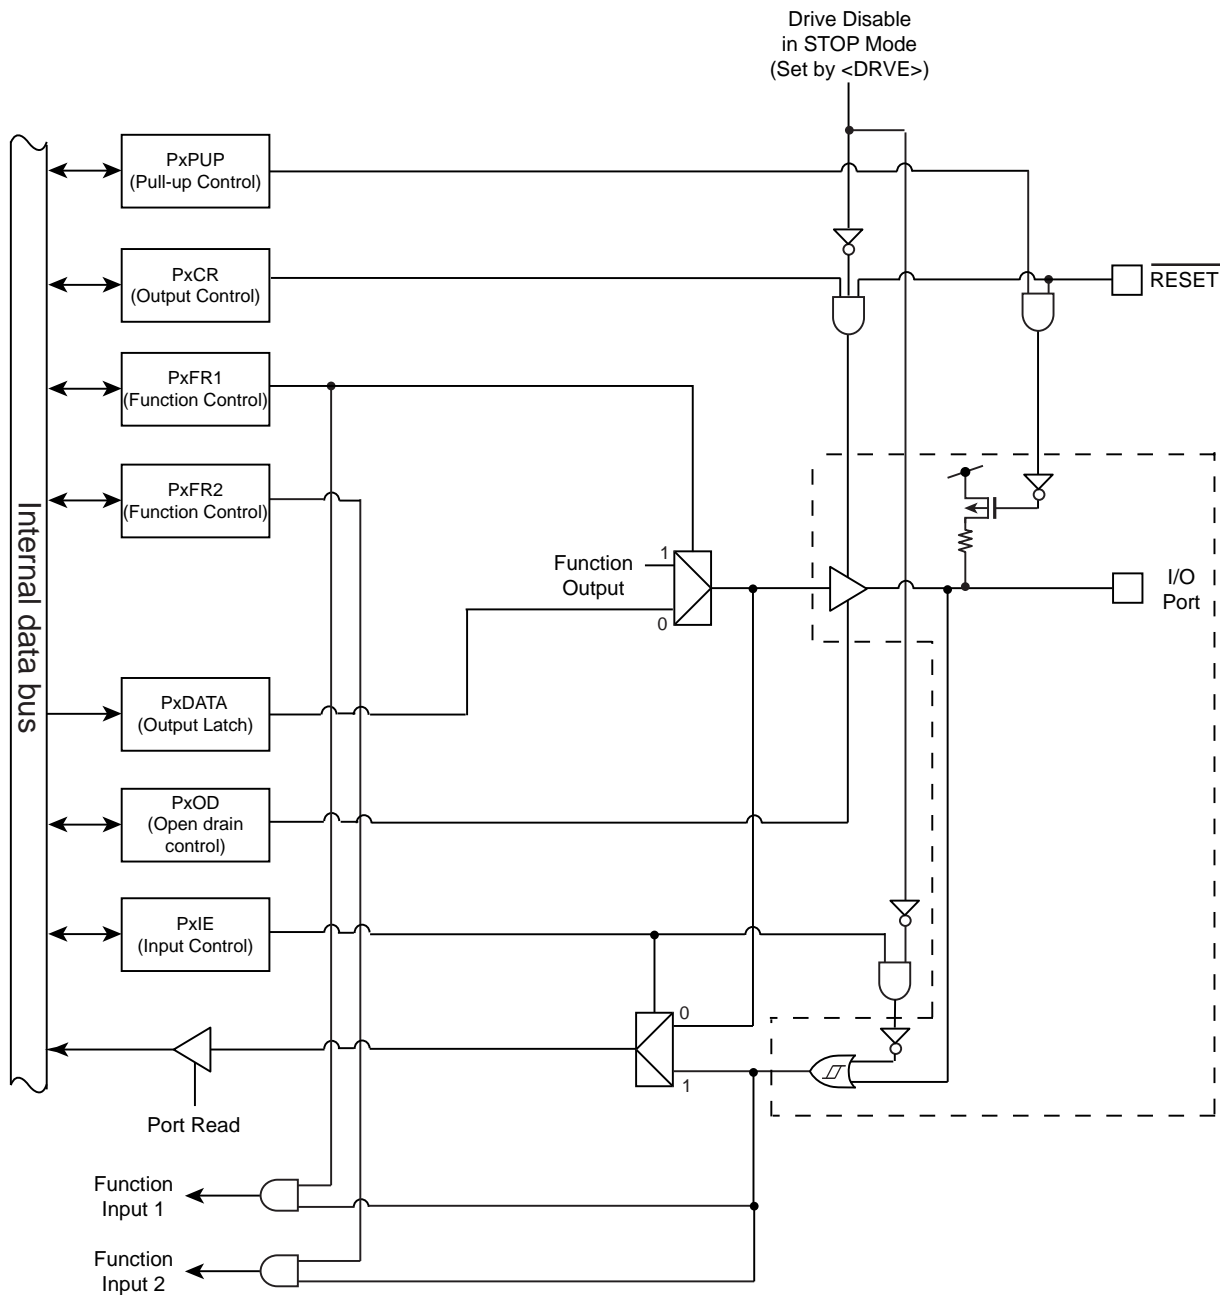 Drive Disable
in STOP Mode
(Set by <DRVE>)
PxPUP
(Pull-up Control)
PxCR
(Output Control)
RESET
PxFR1
(Function Control)
PxFR2
(Function Control)
Internal data bus
Function
Output
1
0
I/O
Port
PxDATA
(Output Latch)
PxOD
(Open drain
control)
PxIE
(Input Control)
0
1
Port Read
Function
Input 1
Function
Input 2